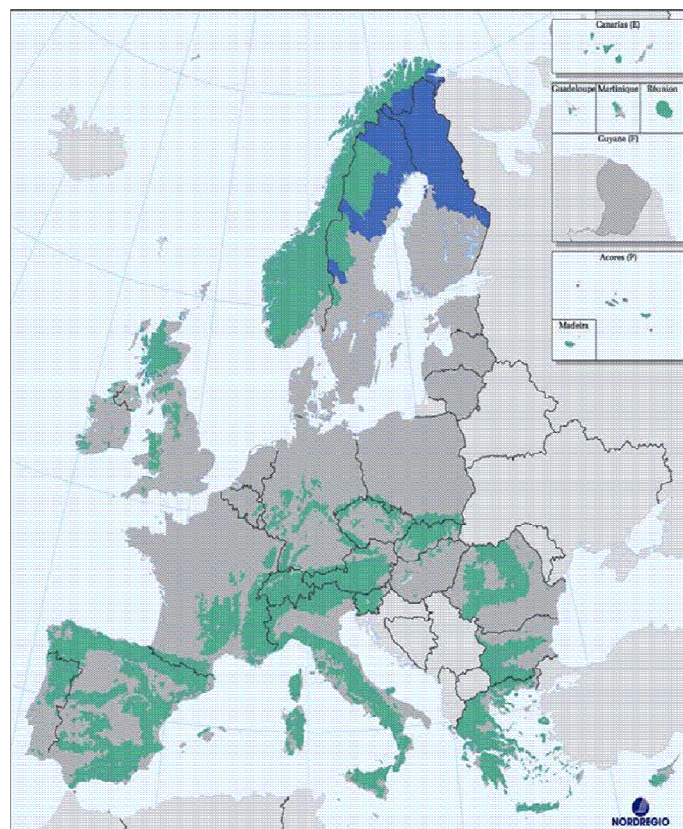 Canarias (E)
Guadeloupe
Martinique
Réunion
Guyane (F)
Acores (P)
Madeira
NORDREGIO